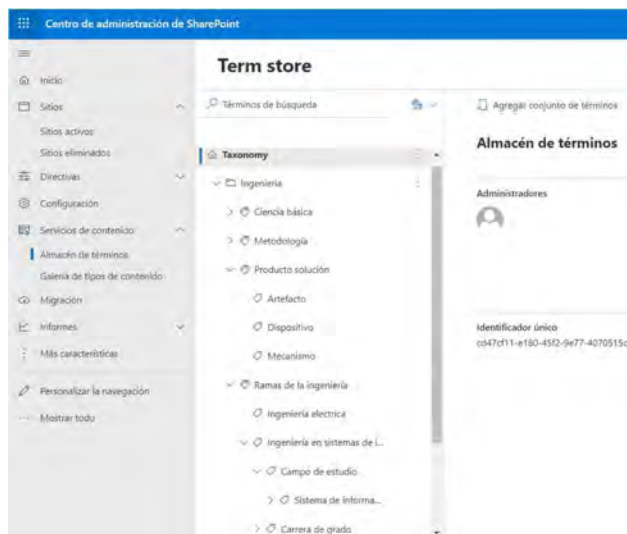 Centro de administración de SharePoint
Inicio
Sitios
Sitios activos
Sitios eliminados
Directivas
Configuración
Servicios de contenido
Almacén de términos
Galería de tipos de contenido
Migración
Informes
Más características
Personalizar la navegación
Mostrar todo
Term store
Términos de búsqueda
Taxonomy
Ingeniería
Ciencia básica
Metodología
Producto solución
Artefacto
Dispositivo
Mecanismo
Ramas de la ingeniería
Ingeniería electrica
Ingeniería en sistemas de i...
Campo de estudio
Sistema de informa...
Carrera de grado
Agregar conjunto de términos
Almacén de términos
Administradores
Identificador único
cd47cf11-e180-45f2-9e77-4070515c